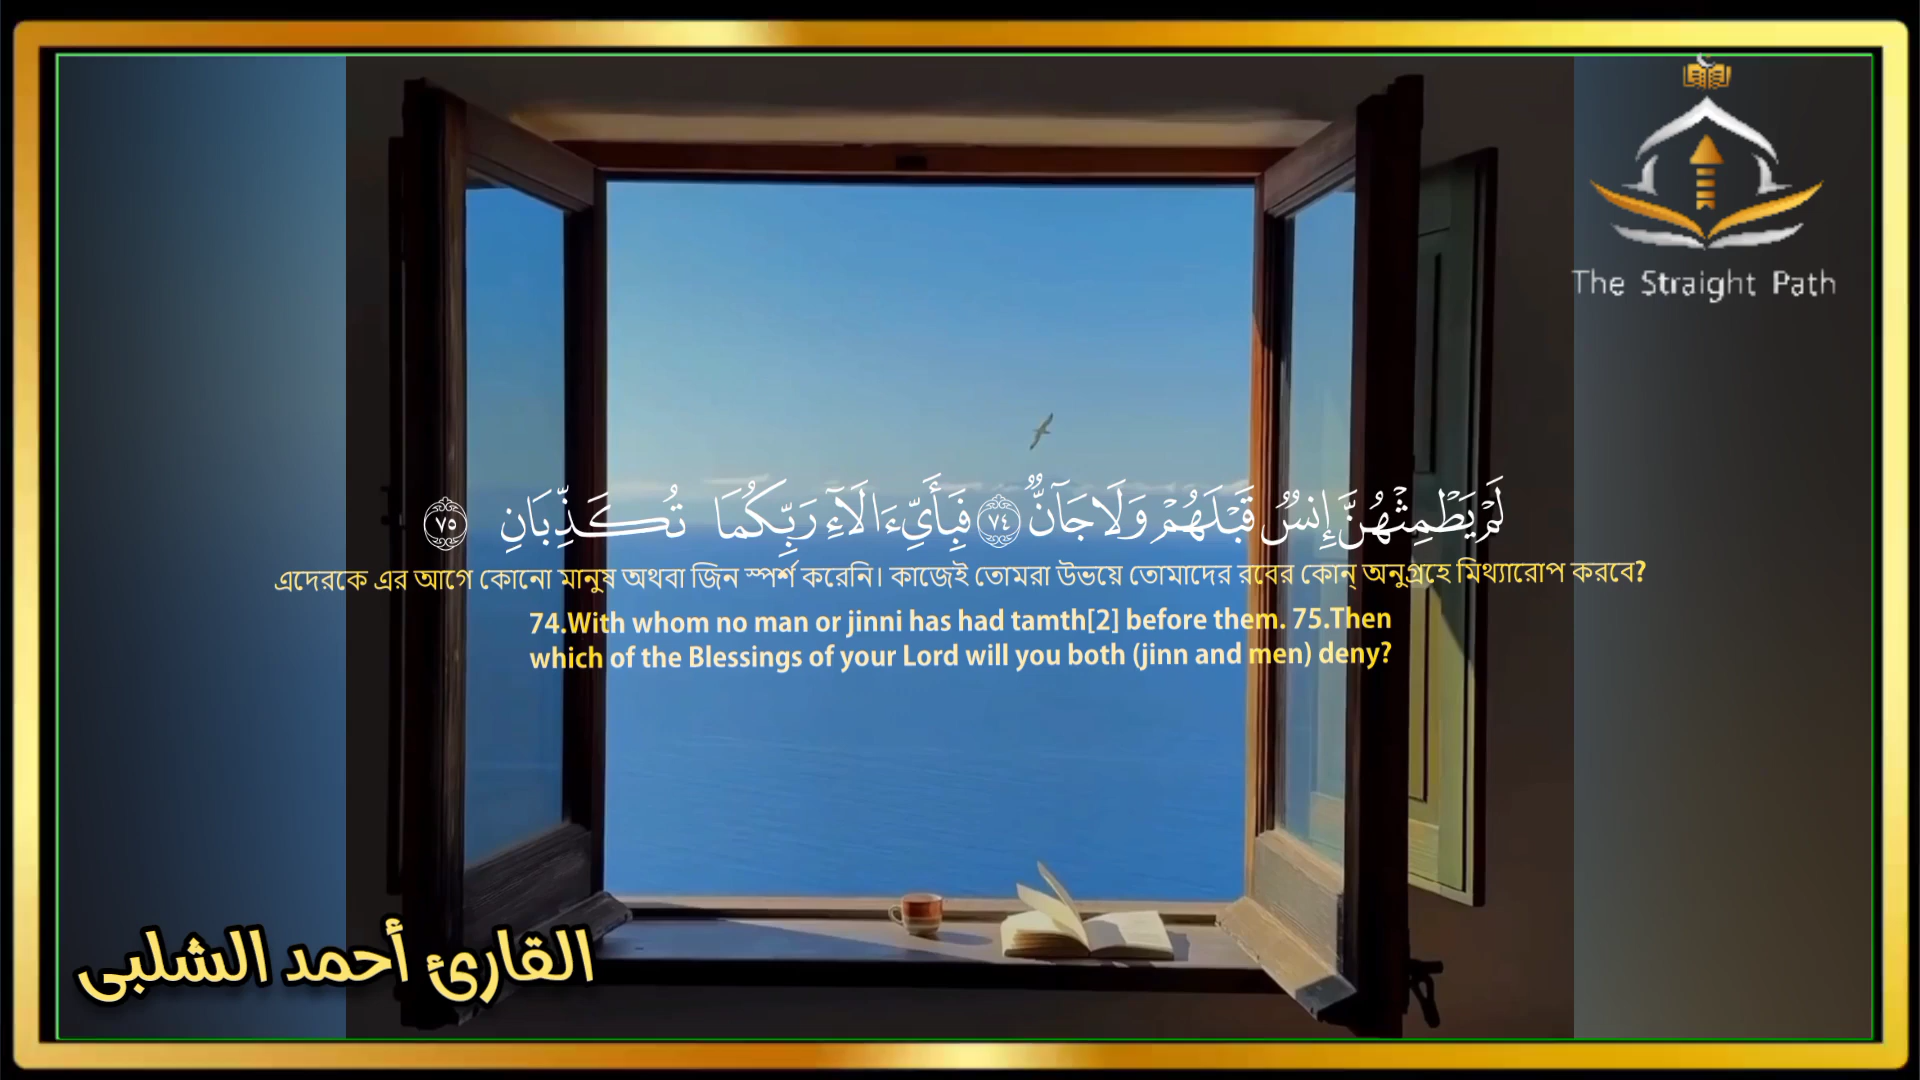 The Straight Path
لَمْ يَطْمِثْهُنَّ إِنسٌ قَبْلَهُمْ وَلَا جَآنٌّ ٧٤ فَبِأَىِّ ءَالَآءِ رَبِّكُمَا تُكَذِّبَانِ ٧٥
এদেরকে এর আগে কোনো মানুষ অথবা জিন স্পর্শ করেনি। কাজেই তোমরা উভয়ে তোমাদের রবের কোন্ অনুগ্রহে মিথ্যারোপ করবে?
74.With whom no man or jinni has had tamth[2] before them. 75.Then
which of the Blessings of your Lord will you both (jinn and men) deny?
القارئ أحمد الشلبى